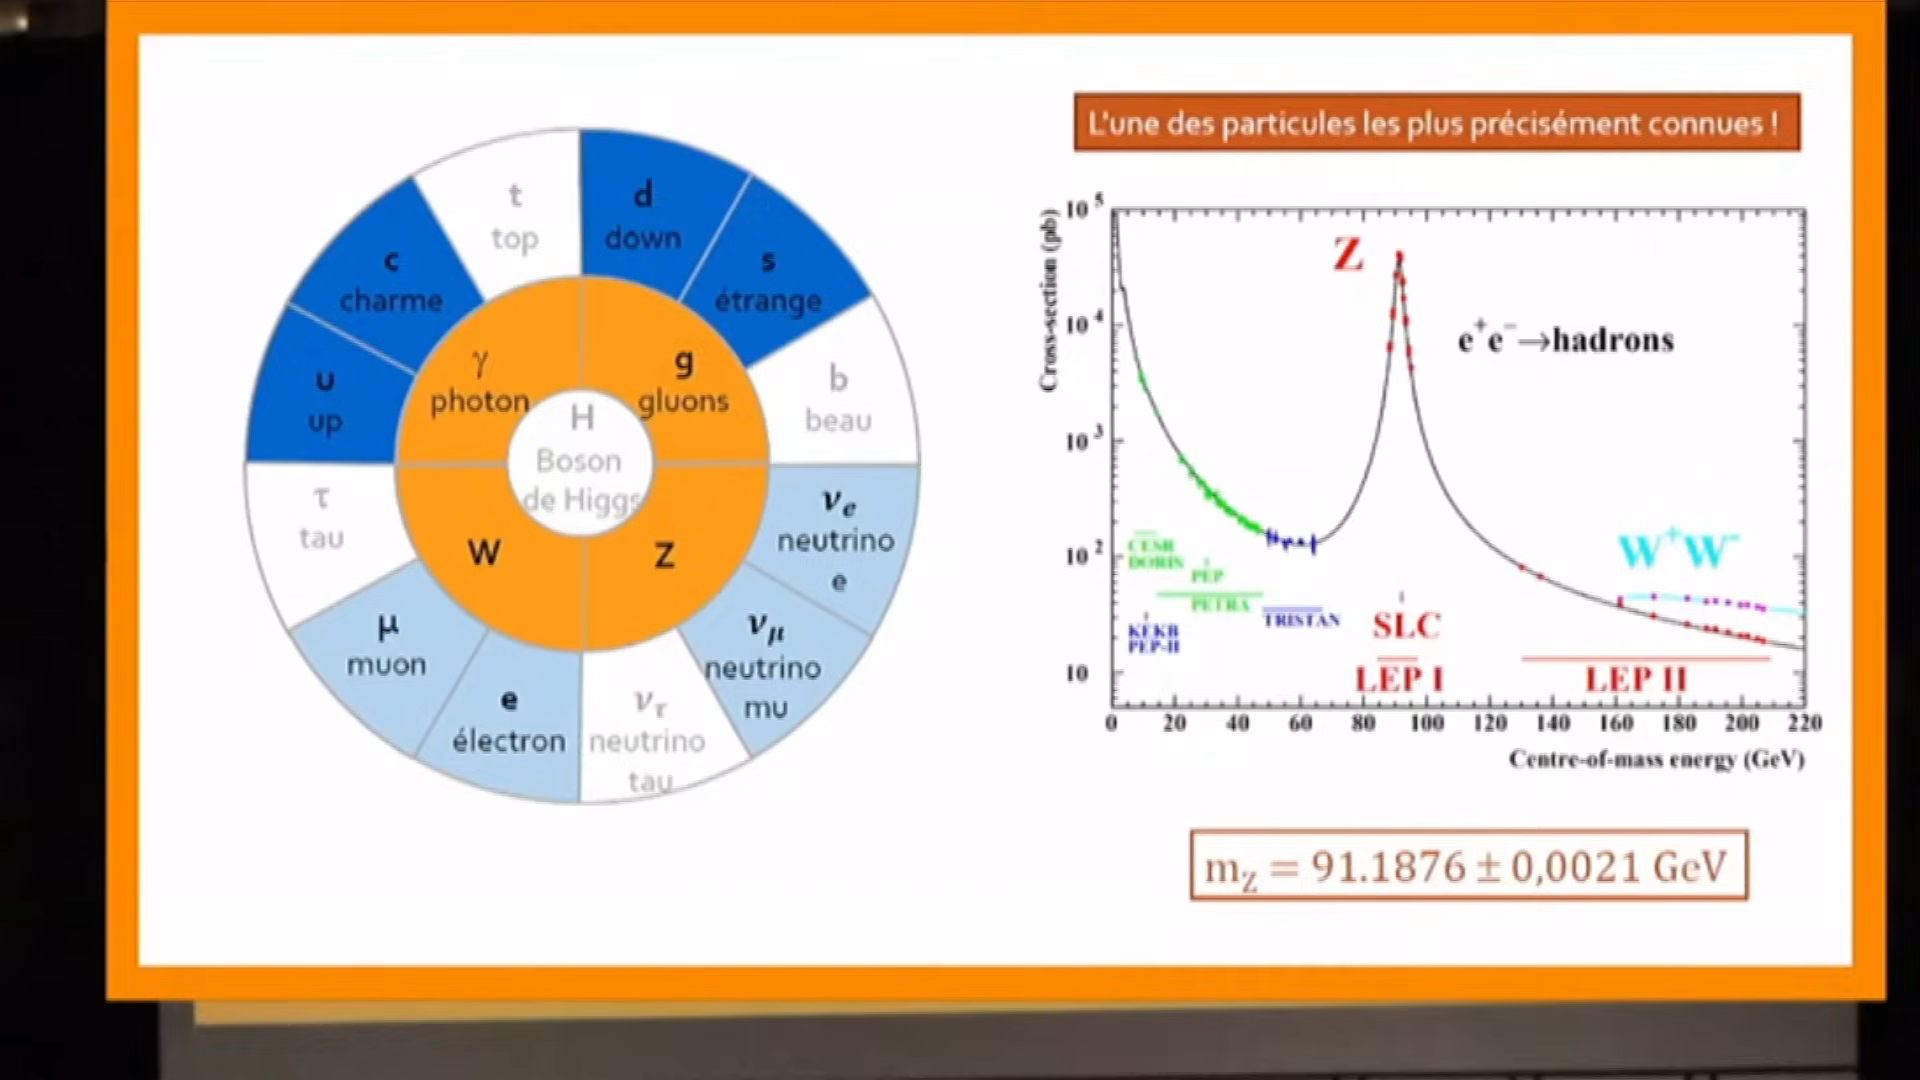 L'une des particules les plus précisément connues !
t
top
d
down
c
charme
s
étrange
u
up
γ
photon
g
gluons
b
beau
H
Boson
de Higgs
τ
tau
W
Z
νe
neutrino
e
μ
muon
νμ
neutrino
mu
e
électron
ντ
neutrino
tau
Cross-section (pb)
10⁵
10⁴
10³
10²
10
Z
e⁺e⁻→hadrons
W⁺W⁻
CESR
DORIS
PEP
PETRA
KEKB
PEP-II
TRISTAN
SLC
LEP I
LEP II
0 20 40 60 80 100 120 140 160 180 200 220
Centre-of-mass energy (GeV)
mZ = 91.1876 ± 0,0021 GeV